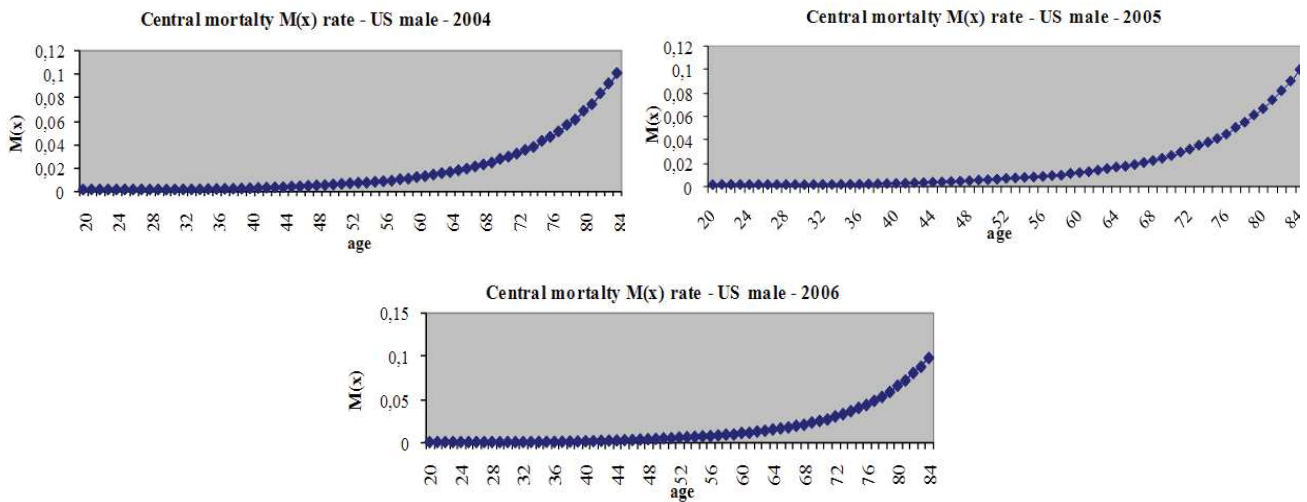 Central mortalty M(x) rate - US male - 2004
0,12
0,1
0,08
0,06
0,04
0,02
0
M(x)
20 24 28 32 36 40 44 48 52 56 60 64 68 72 76 80 84
age
Central mortalty M(x) rate - US male - 2005
0,12
0,1
0,08
0,06
0,04
0,02
0
M(x)
20 24 28 32 36 40 44 48 52 56 60 64 68 72 76 80 84
age
Central mortalty M(x) rate - US male - 2006
0,15
0,1
0,05
0
M(x)
20 24 28 32 36 40 44 48 52 56 60 64 68 72 76 80 84
age